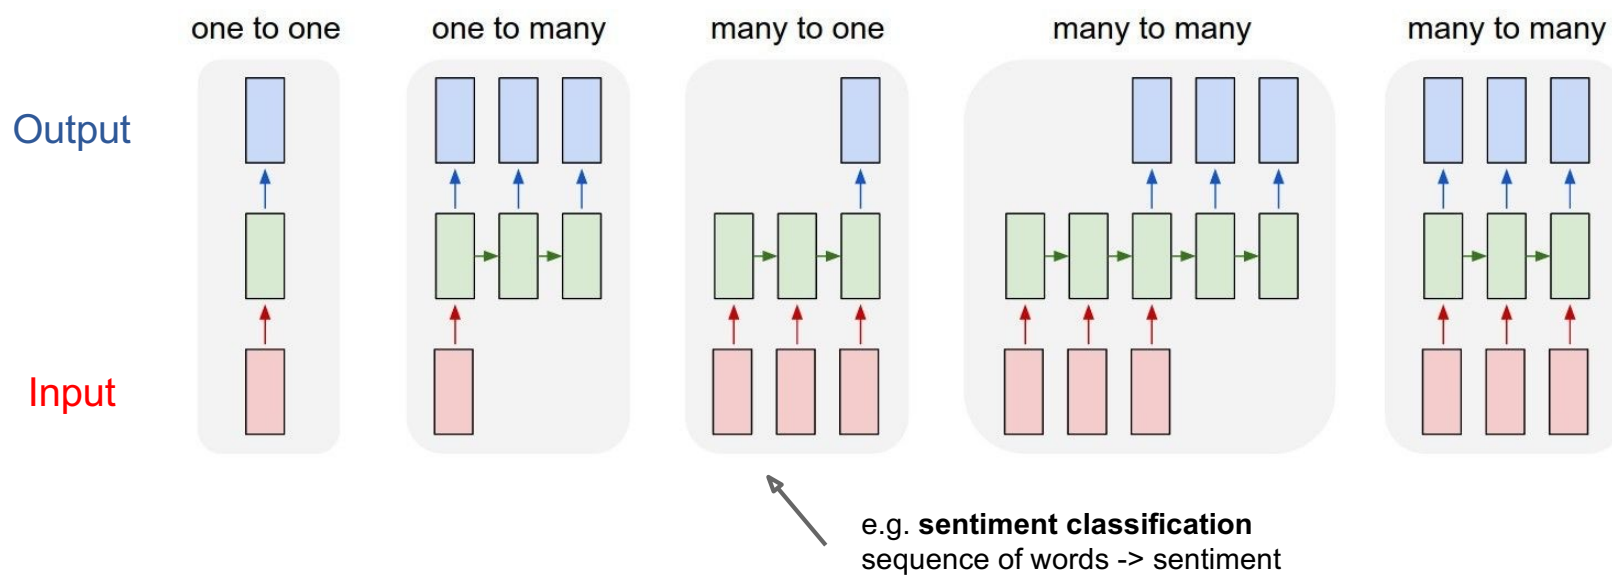 one to one
one to many
many to one
many to many
many to many
Output
Input
e.g. sentiment classification
sequence of words -> sentiment